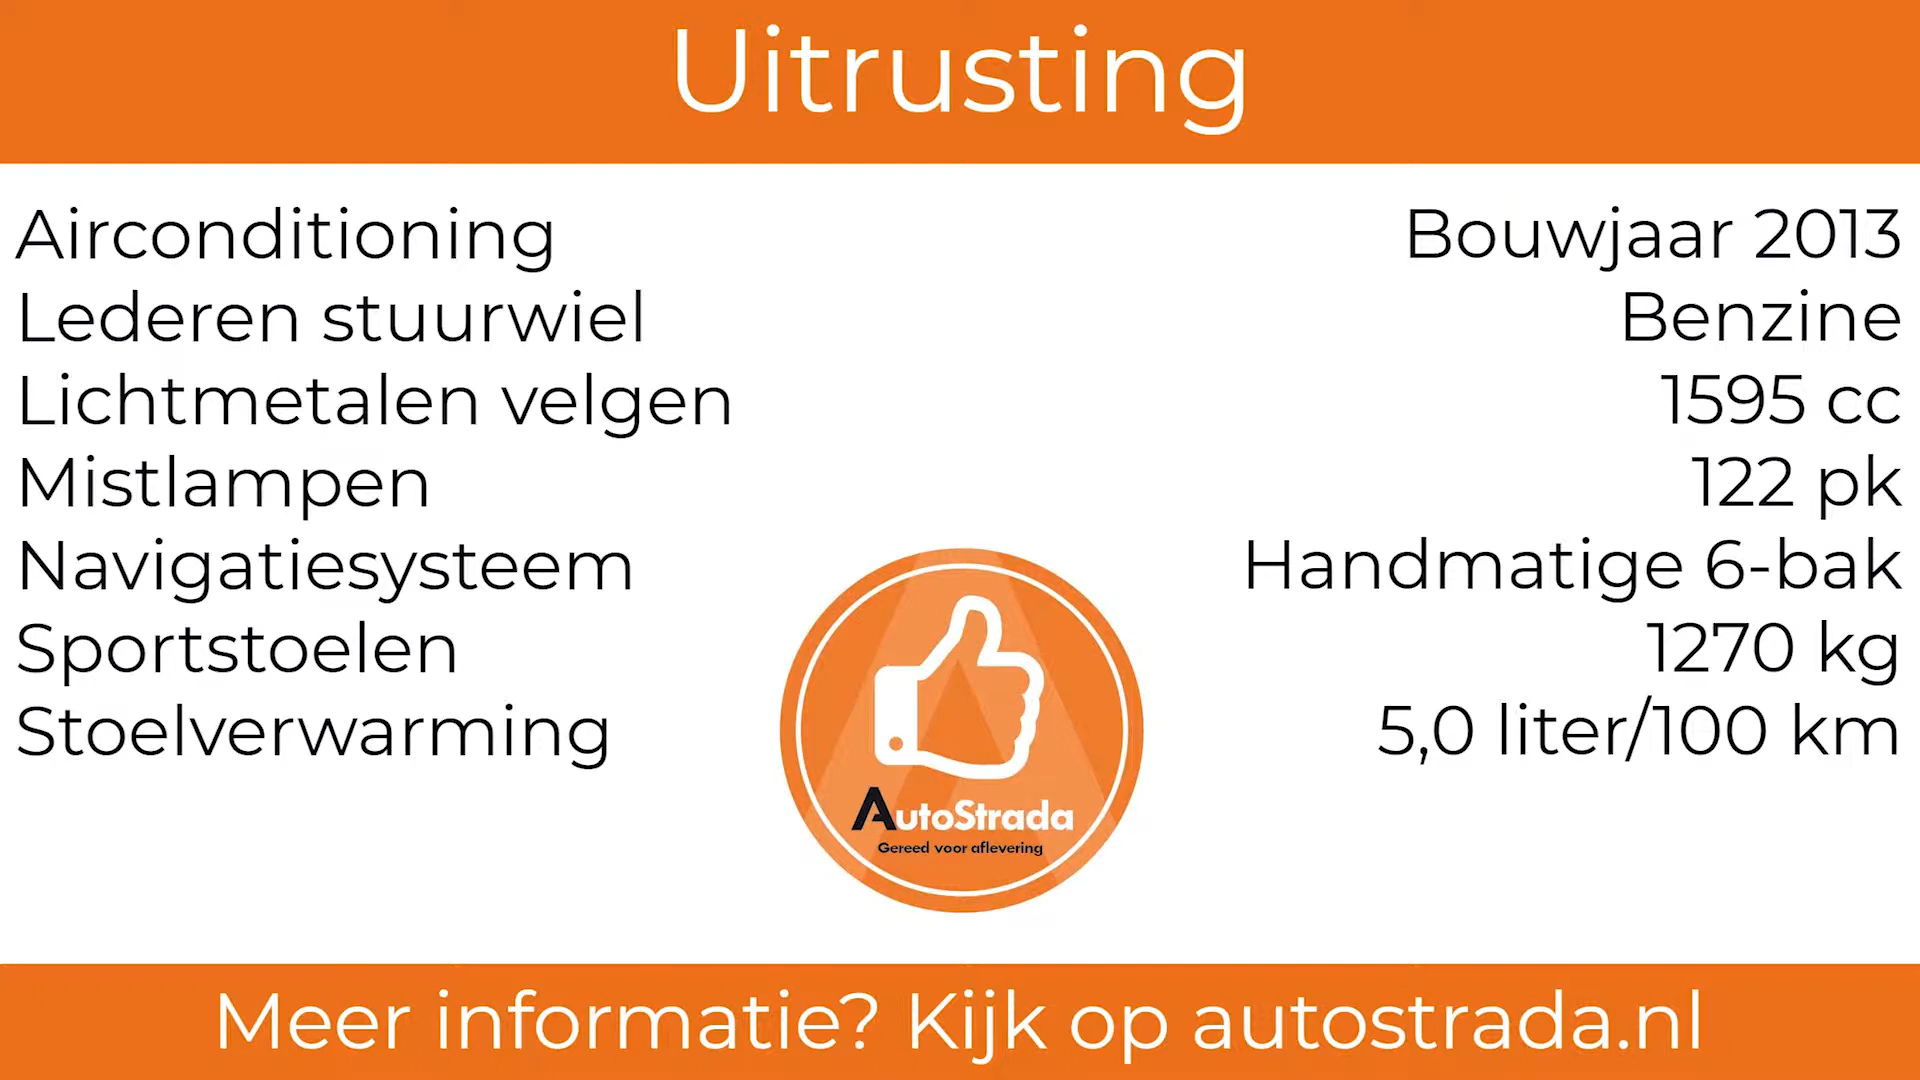 Uitrusting
Airconditioning
Lederen stuurwiel
Lichtmetalen velgen
Mistlampen
Navigatiesysteem
Sportstoelen
Stoelverwarming
Bouwjaar 2013
Benzine
1595 cc
122 pk
Handmatige 6-bak
1270 kg
5,0 liter/100 km
AutoStrada
Gereed voor aflevering
Meer informatie? Kijk op autostrada.nl